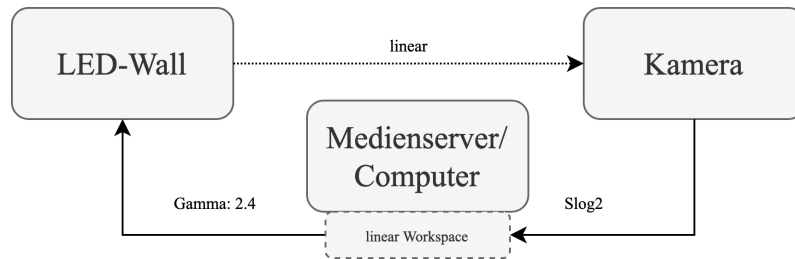 linear
LED-Wall
Kamera
Medienserver/
Computer
Gamma: 2.4
Slog2
linear Workspace